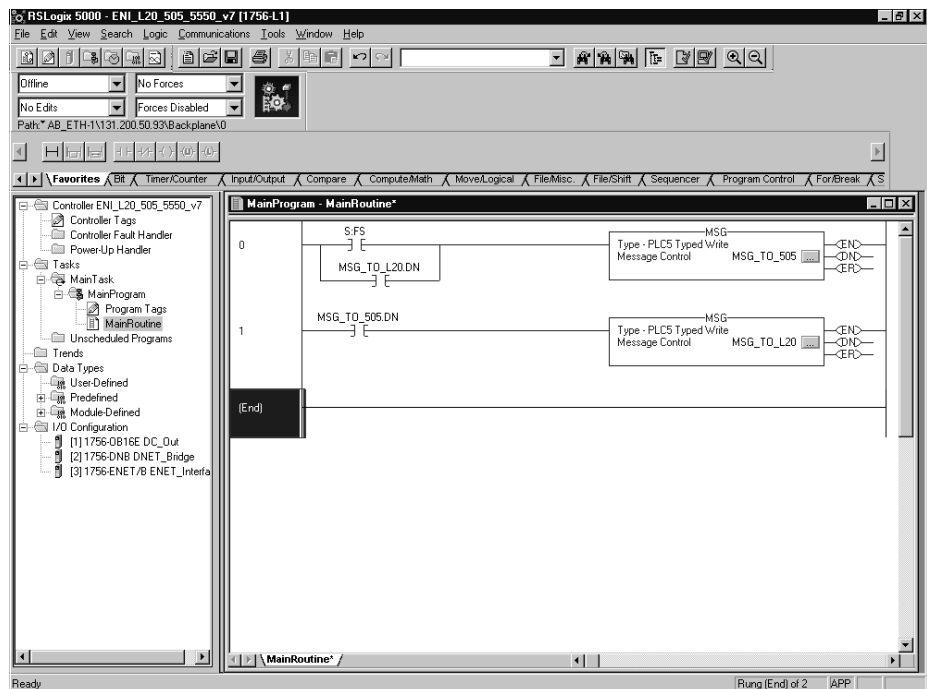 RSLogix 5000 - ENI_L20_505_5550_v7 [1756-L1]
File Edit View Search Logic Communications Tools Window Help
Offline No Forces
No Edits Forces Disabled
Path:* AB_ETH-1\131.200.50.93\Backplane\0
Favorites Bit Timer/Counter Input/Output Compare Compute/Math Move/Logical File/Misc. File/Shift Sequencer Program Control For/Break S
Controller ENI_L20_505_5550_v7
Controller Tags
Controller Fault Handler
Power-Up Handler
Tasks
MainTask
MainProgram
Program Tags
MainRoutine
Unscheduled Programs
Trends
Data Types
User-Defined
Predefined
Module-Defined
I/O Configuration
[1] 1756-OB16E DC_Out
[2] 1756-DNB DNET_Bridge
[3] 1756-ENET/B ENET_Interfa
MainProgram - MainRoutine*
0
S:FS
MSG_TO_L20.DN
MSG
Type - PLC5 Typed Write
Message Control MSG_TO_505 ...
EN
DN
ER
1
MSG_TO_505.DN
MSG
Type - PLC5 Typed Write
Message Control MSG_TO_L20 ...
EN
DN
ER
(End)
MainRoutine*
Ready
Rung (End) of 2 APP